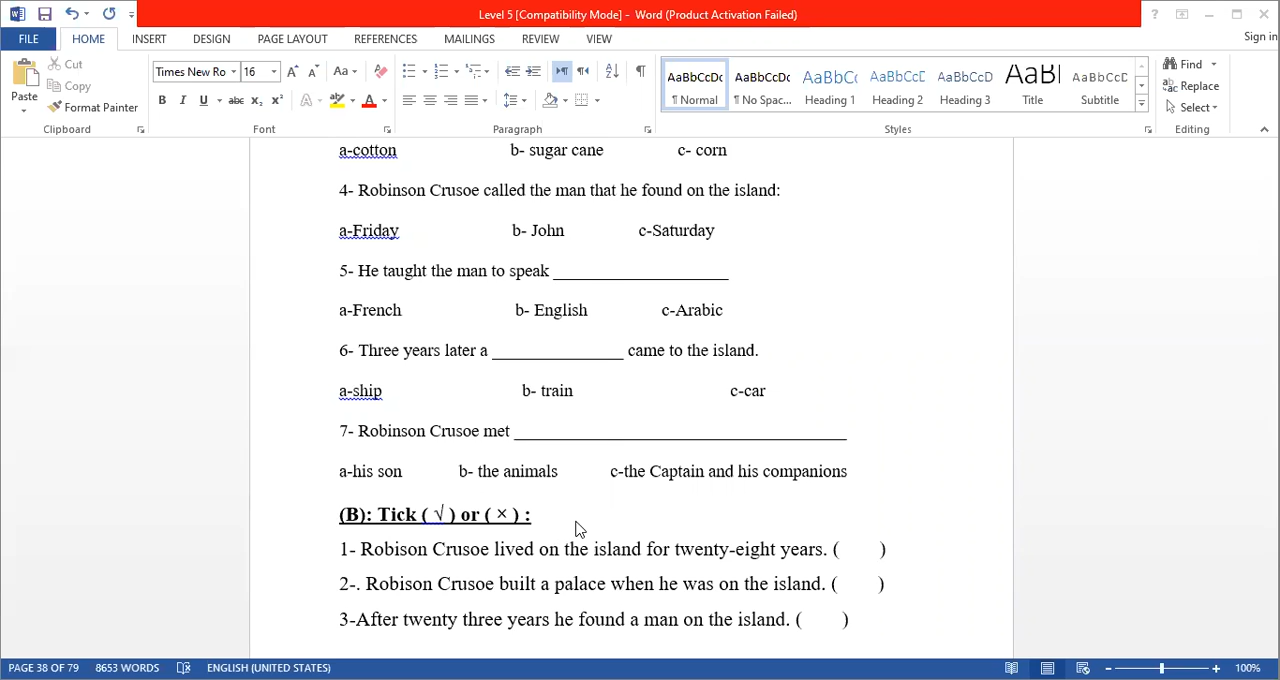 Level 5 [Compatibility Mode] - Word (Product Activation Failed)
FILE HOME INSERT DESIGN PAGE LAYOUT REFERENCES MAILINGS REVIEW VIEW Sign in
Paste
Cut
Copy
Format Painter
Clipboard
Times New Ro 16
Font
Paragraph
AaBbCcDc AaBbCcDc AaBbCc AaBbCcD AaBbCcD AaBl AaBbCcD
¶ Normal ¶ No Spac... Heading 1 Heading 2 Heading 3 Title Subtitle
Styles
Find
Replace
Select
Editing
a-cotton b- sugar cane c- corn
4- Robinson Crusoe called the man that he found on the island:
a-Friday b- John c-Saturday
5- He taught the man to speak ____________________
a-French b- English c-Arabic
6- Three years later a _______________ came to the island.
a-ship b- train c-car
7- Robinson Crusoe met ______________________________________
a-his son b- the animals c-the Captain and his companions
(B): Tick ( √ ) or ( × ) :
1- Robison Crusoe lived on the island for twenty-eight years. ( )
2-. Robison Crusoe built a palace when he was on the island. ( )
3-After twenty three years he found a man on the island. ( )
PAGE 38 OF 79 8653 WORDS ENGLISH (UNITED STATES) 100%